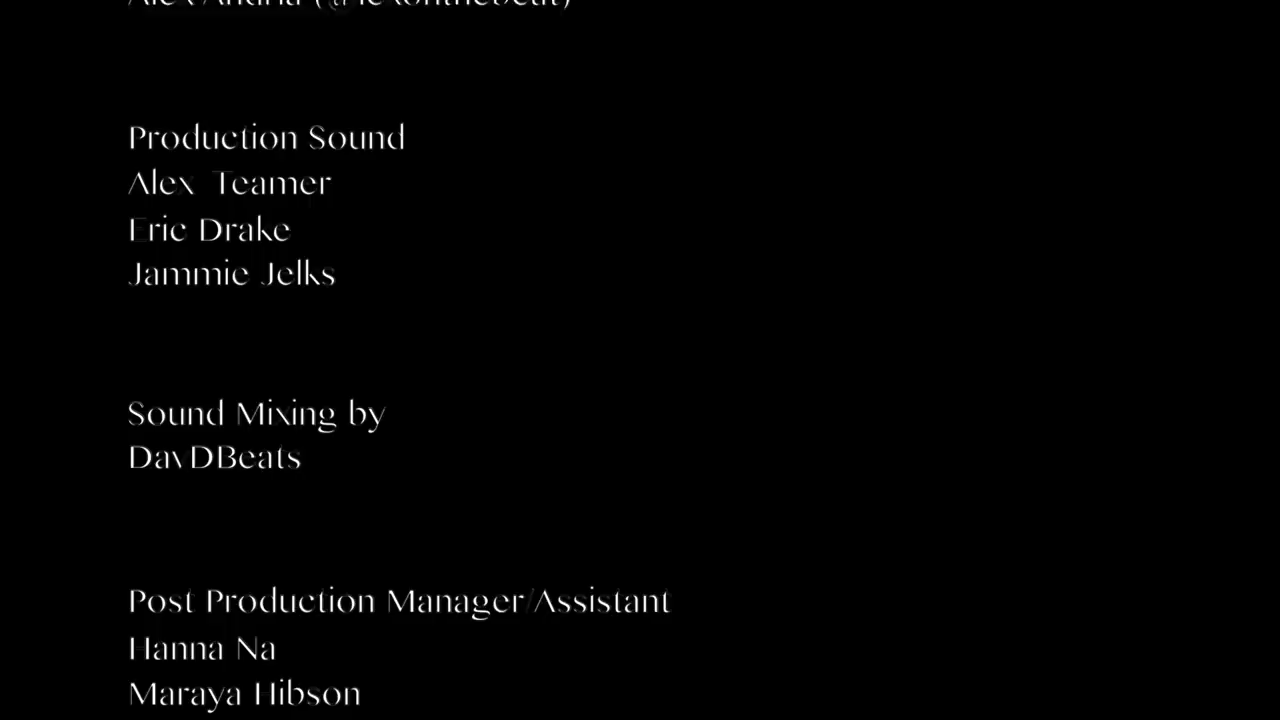 Production Sound
Alex Teamer
Eric Drake
Jammie Jelks
Sound Mixing by
DavDBeats
Post Production Manager/Assistant
Hanna Na
Maraya Hibson